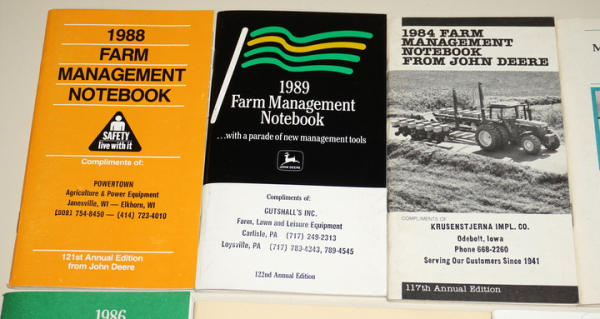 1988
FARM
MANAGEMENT
NOTEBOOK
SAFETY
live with it
Compliments of:
POWERTOWN
Agriculture & Power Equipment
Janesville, WI — Elkhorn, WI
754-8450 — (414) 723-4010
121st Annual Edition
from John Deere
1989
Farm Management
Notebook
...with a parade of new management tools
JOHN DEERE
Compliments of:
GUTSHALL'S INC.
Farm, Lawn and Leisure Equipment
Carlisle, PA (717) 249-2313
Loysville, PA (717) 789-4343, 789-4545
122nd Annual Edition
1984 FARM
MANAGEMENT
NOTEBOOK
FROM JOHN DEERE
COMPLIMENTS OF
KRUSENSTJERNA IMPL. CO.
Odebolt, Iowa
Phone 668-2260
Serving Our Customers Since 1941
117th Annual Edition
M
1986